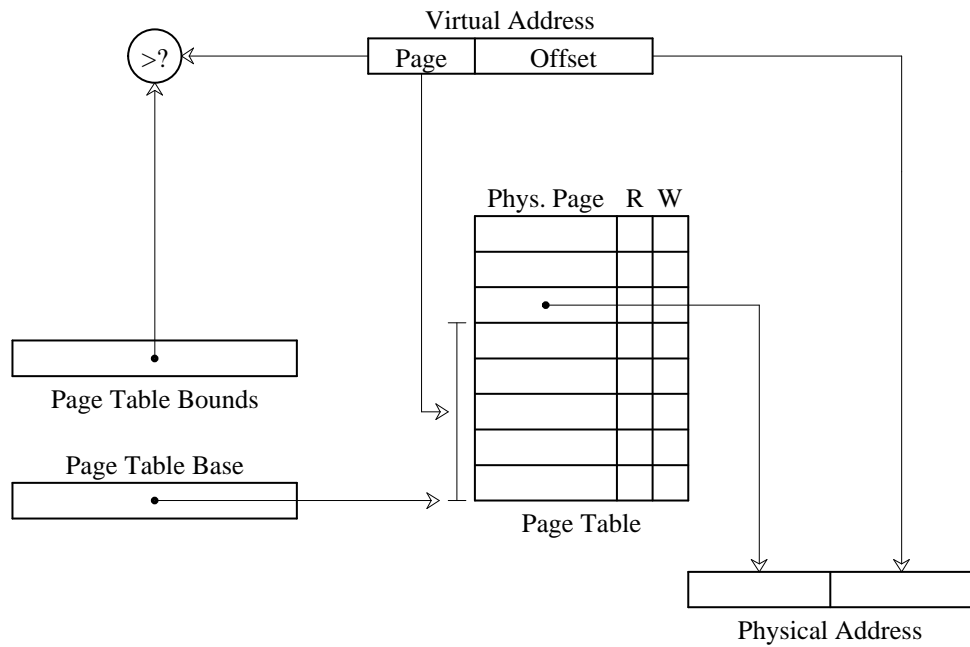 Virtual Address
>?
Page Offset
Phys. Page R W
Page Table Bounds
Page Table Base
Page Table
Physical Address